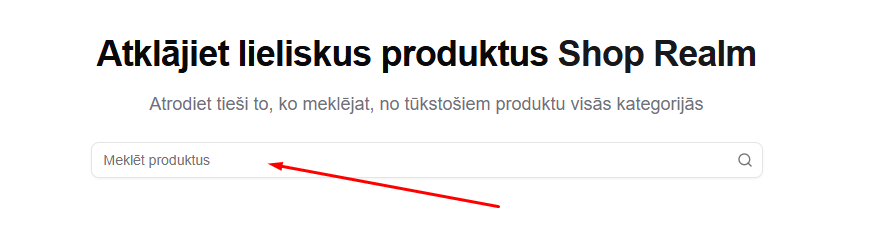 Atklājiet lieliskus produktus Shop Realm
Atrodiet tieši to, ko meklējat, no tūkstošiem produktu visās kategorijās
Meklēt produktus